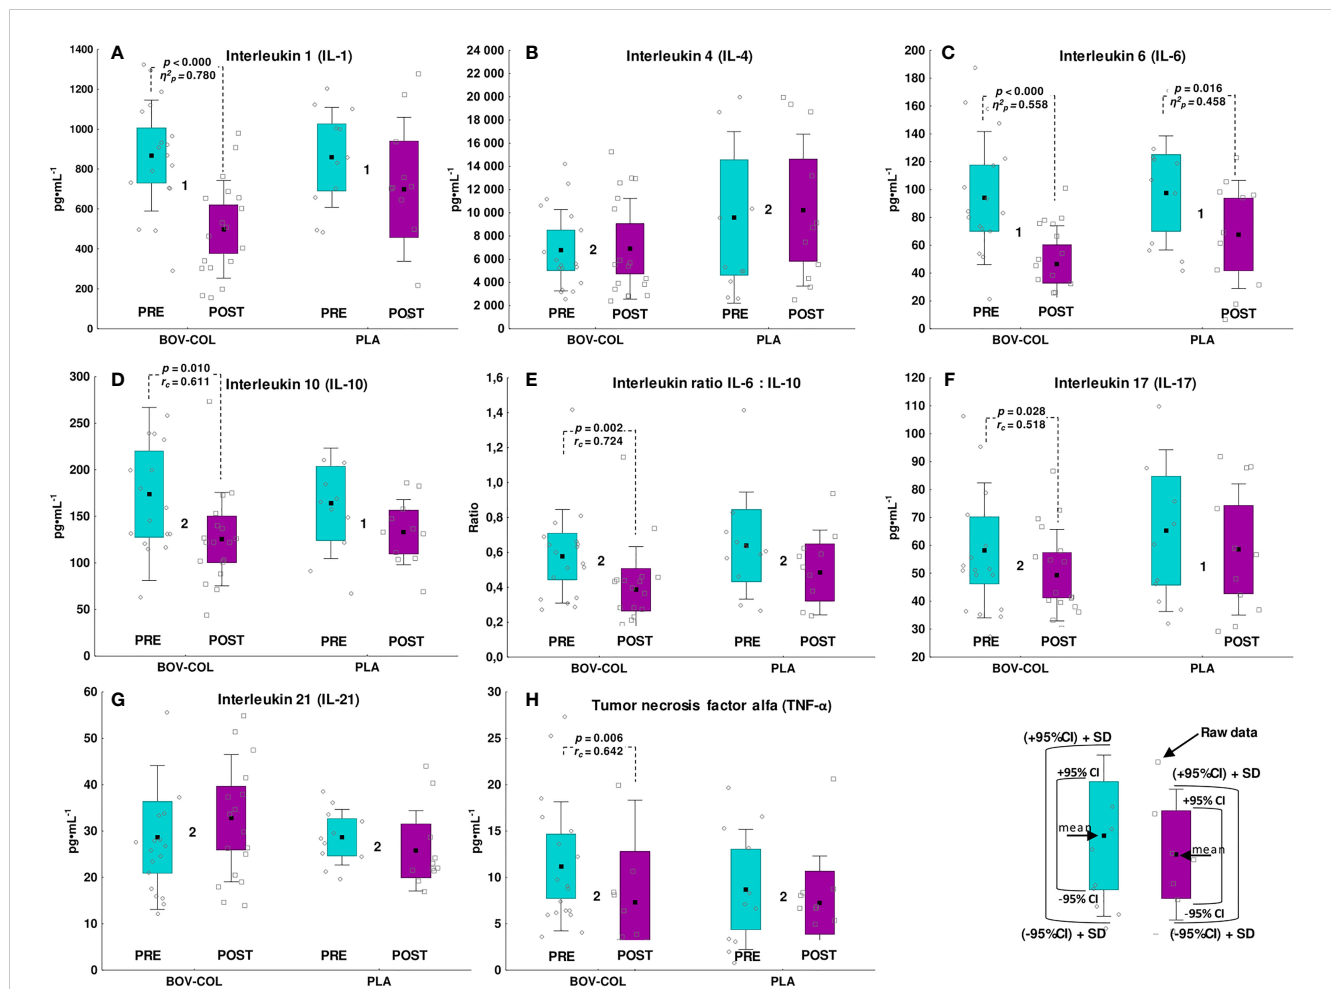 A Interleukin 1 (IL-1)
p < 0.000
η²p = 0.780
pg•mL⁻¹
1400
1200
1000
800
600
400
200
0
1
1
PRE POST PRE POST
BOV-COL PLA
B Interleukin 4 (IL-4)
pg•mL⁻¹
24 000
22 000
20 000
18 000
16 000
14 000
12 000
10 000
8 000
6 000
4 000
2 000
0
2
2
PRE POST PRE POST
BOV-COL PLA
C Interleukin 6 (IL-6)
p < 0.000
η²p = 0.558
p = 0.016
η²p = 0.458
pg•mL⁻¹
200
180
160
140
120
100
80
60
40
20
0
1
1
PRE POST PRE POST
BOV-COL PLA
D Interleukin 10 (IL-10)
p = 0.010
rc = 0.611
pg•mL⁻¹
300
250
200
150
100
50
0
2
1
PRE POST PRE POST
BOV-COL PLA
E Interleukin ratio IL-6 : IL-10
p = 0.002
rc = 0.724
Ratio
1,6
1,4
1,2
1,0
0,8
0,6
0,4
0,2
0,0
2
2
PRE POST PRE POST
BOV-COL PLA
F Interleukin 17 (IL-17)
p = 0.028
rc = 0.518
pg•mL⁻¹
120
110
100
90
80
70
60
50
40
30
20
2
1
PRE POST PRE POST
BOV-COL PLA
G Interleukin 21 (IL-21)
pg•mL⁻¹
60
50
40
30
20
10
0
2
2
PRE POST PRE POST
BOV-COL PLA
H Tumor necrosis factor alfa (TNF-α)
p = 0.006
rc = 0.642
pg•mL⁻¹
30
25
20
15
10
5
0
2
2
PRE POST PRE POST
BOV-COL PLA
Raw data
(+95%CI) + SD
+95% CI
mean
-95% CI
(-95%CI) + SD
(+95%CI) + SD
+95% CI
mean
-95% CI
(-95%CI) + SD